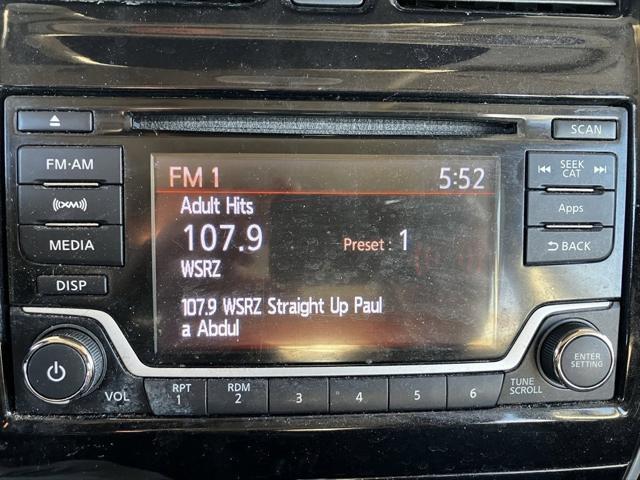 SCAN
FM·AM
FM 1
5:52
SEEK
CAT
(XM)
Adult Hits
107.9
Preset : 1
Apps
MEDIA
WSRZ
BACK
DISP
107.9 WSRZ Straight Up Paul
a Abdul
ENTER
SETTING
VOL
RPT
1
RDM
2
3
4
5
6
TUNE
SCROLL